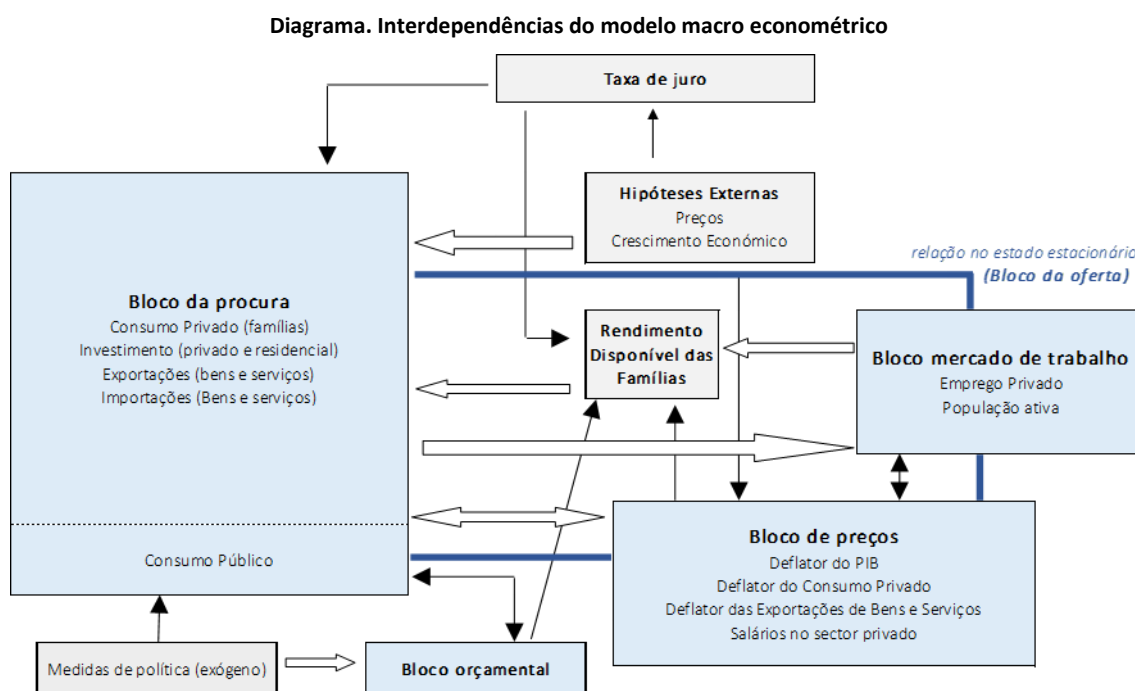 Diagrama. Interdependências do modelo macro econométrico
Taxa de juro
Hipóteses Externas
Preços
Crescimento Económico
relação no estado estacionário
(Bloco da oferta)
Bloco da procura
Consumo Privado (famílias)
Investimento (privado e residencial)
Exportações (bens e serviços)
Importações (Bens e serviços)
Rendimento
Disponível das
Famílias
Bloco mercado de trabalho
Emprego Privado
População ativa
Consumo Público
Bloco de preços
Deflator do PIB
Deflator do Consumo Privado
Deflator das Exportações de Bens e Serviços
Salários no sector privado
Medidas de política (exógeno)
Bloco orçamental